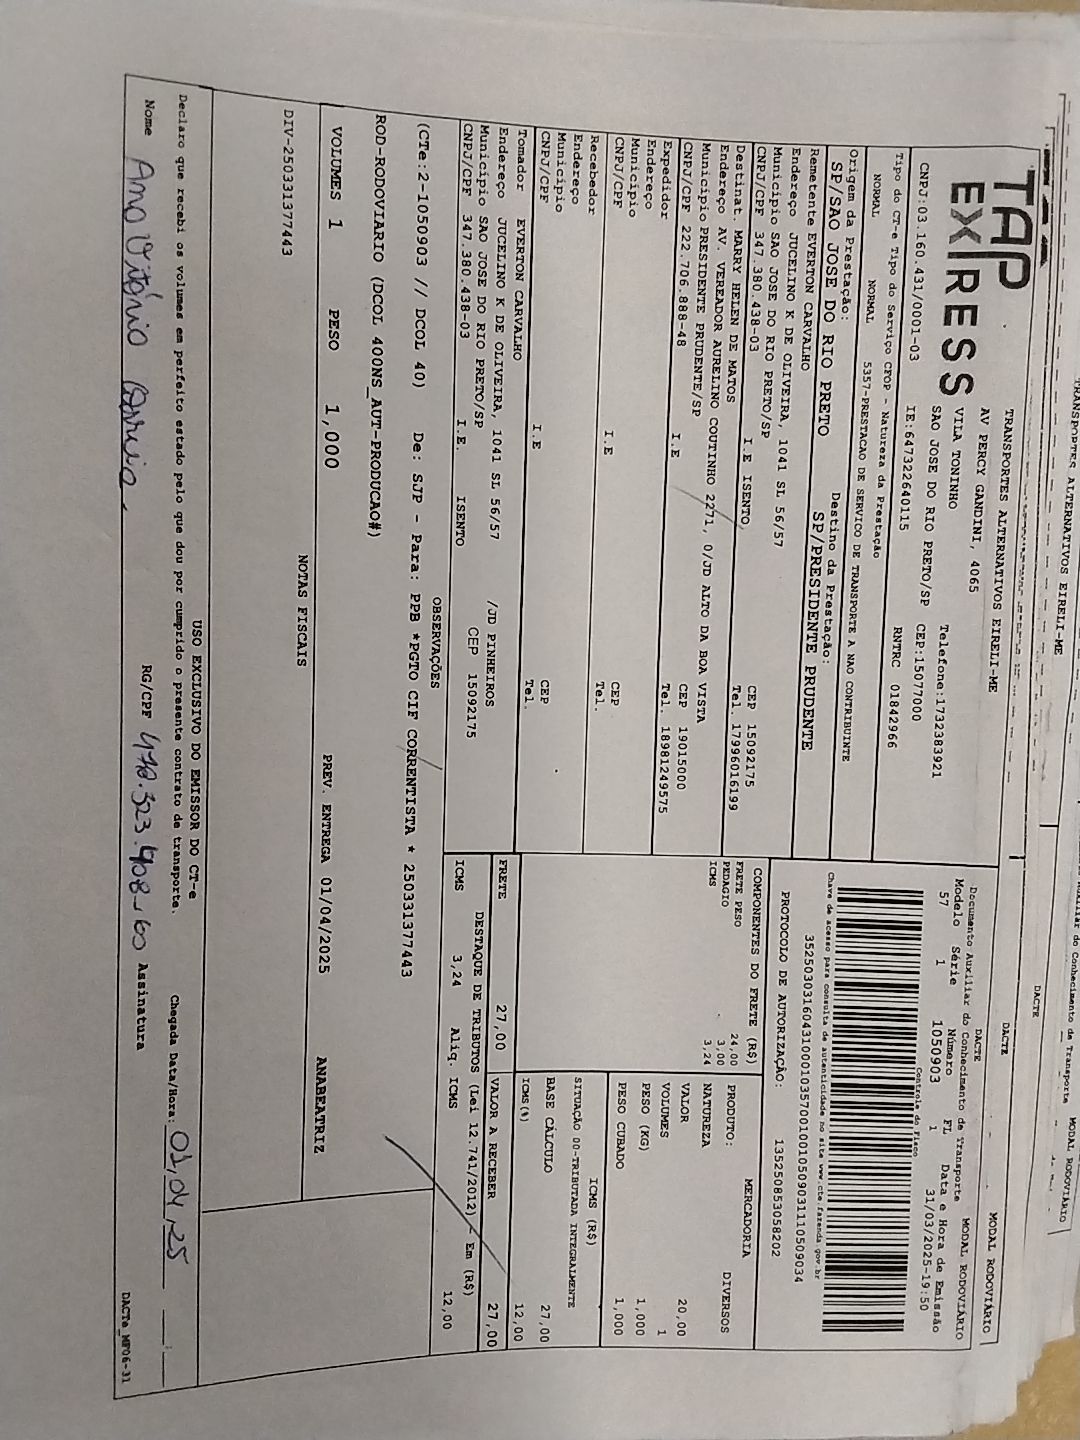 TRANSPORTES ALTERNATIVOS EIRELI-ME
DACTE
MODAL RODOVIÁRIO
TAP
EXPRESS
TRANSPORTES ALTERNATIVOS EIRELI-ME
AV PERCY GANDINI, 4065
VILA TONINHO
SAO JOSE DO RIO PRETO/SP CEP:15077000
Telefone:1732383921
CNPJ:03.160.431/0001-03 IE:647322640115 RNTRC 01842966
DACTE MODAL RODOVIÁRIO
Documento Auxiliar do Conhecimento de Transporte
Modelo Série Número FL Data e Hora de Emissão
57 1 1050903 1 31/03/2025-19:50
Controle do Fisco
Chave de acesso para consulta de autenticidade no site www.cte.fazenda.gov.br
35250303160431000103570010010509031110509034
PROTOCOLO DE AUTORIZAÇÃO: 135250853058202
Tipo do CT-e Tipo do Serviço CFOP - Natureza da Prestação
NORMAL NORMAL 5357-PRESTACAO DE SERVICO DE TRANSPORTE A NAO CONTRIBUINTE
Origem da Prestação: Destino da Prestação:
SP/SAO JOSE DO RIO PRETO SP/PRESIDENTE PRUDENTE
Remetente EVERTON CARVALHO
Endereço JUCELINO K DE OLIVEIRA, 1041 SL 56/57
Município SAO JOSE DO RIO PRETO/SP CEP 15092175
CNPJ/CPF 347.380.438-03 I.E ISENTO Tel. 17996016199
Destinat. MARRY HELEN DE MATOS
Endereço AV. VEREADOR AURELINO COUTINHO 2271, 0/JD ALTO DA BOA VISTA
Município PRESIDENTE PRUDENTE/SP CEP 19015000
CNPJ/CPF 222.706.888-48 I.E Tel. 18981249575
Expedidor
Endereço
Município CEP
CNPJ/CPF I.E Tel.
Recebedor
Endereço
Município CEP
CNPJ/CPF I.E Tel.
Tomador EVERTON CARVALHO
Endereço JUCELINO K DE OLIVEIRA, 1041 SL 56/57 /JD PINHEIROS
Município SAO JOSE DO RIO PRETO/SP CEP 15092175
CNPJ/CPF 347.380.438-03 I.E. ISENTO
COMPONENTES DO FRETE (R$)
FRETE PESO 24,00
PEDAGIO 3,00
ICMS 3,24
MERCADORIA
PRODUTO: DIVERSOS
NATUREZA
VALOR 20,00
VOLUMES 1
PESO (KG) 1,000
PESO CUBADO 1,000
ICMS (R$)
SITUAÇÃO 00-TRIBUTADA INTEGRALMENTE
BASE CÁLCULO 27,00
ICMS(%) 12,00
FRETE 27,00 VALOR A RECEBER 27,00
DESTAQUE DE TRIBUTOS (Lei 12.741/2012) - Em (R$)
ICMS 3,24 Aliq. ICMS 12,00
OBSERVAÇÕES
(CTe:2-1050903 // DCOL 40) De: SJP - Para: PPB *PGTO CIF CORRENTISTA * 250331377443
ROD-RODOVIARIO (DCOL 400NS_AUT-PRODUCAO#)
VOLUMES 1 PESO 1,000 PREV. ENTREGA 01/04/2025 ANABEATRIZ
NOTAS FISCAIS
DIV-250331377443
USO EXCLUSIVO DO EMISSOR DO CT-e
Declaro que recebi os volumes em perfeito estado pelo que dou por cumprido o presente contrato de transporte. Chegada Data/Hora: 01/04/25
Nome Ana Vitória RG/CPF 478.323.908-60 Assinatura
DACTe_MF06-31